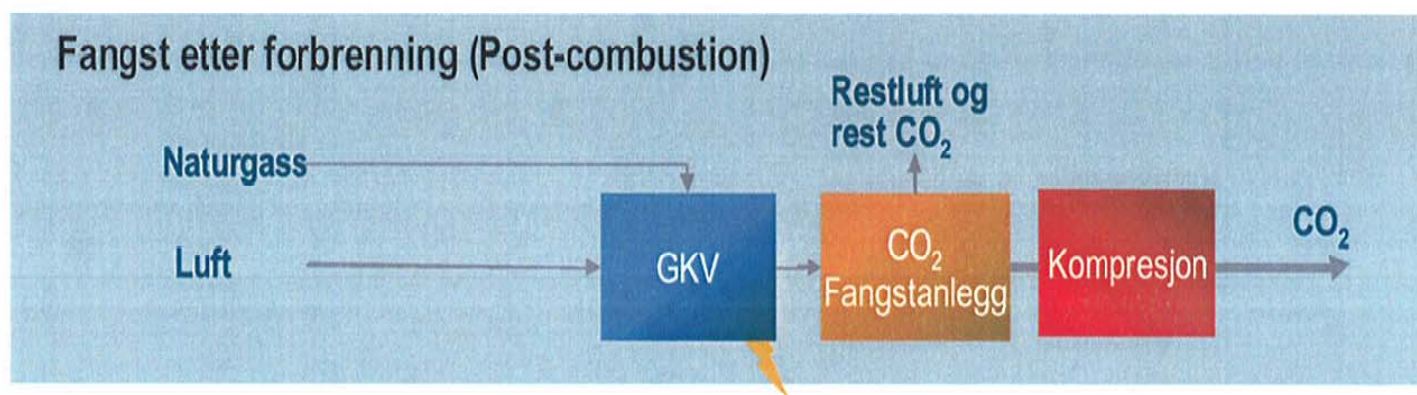 Fangst etter forbrenning (Post-combustion)
Restluft og
rest CO₂
Naturgass
Luft
GKV
CO₂
Fangstanlegg
Kompresjon
CO₂